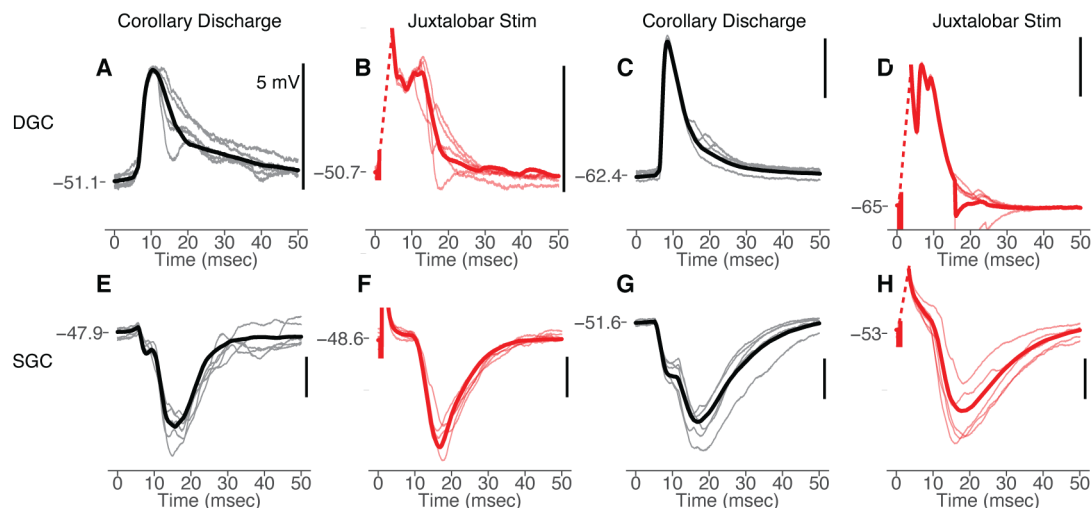 Corollary Discharge Juxtalobar Stim Corollary Discharge Juxtalobar Stim
A B C D
5 mV
DGC
−51.1 −50.7 −62.4 −65
0 10 20 30 40 50 0 10 20 30 40 50 0 10 20 30 40 50 0 10 20 30 40 50
Time (msec) Time (msec) Time (msec) Time (msec)
E F G H
−47.9 −48.6 −51.6 −53
SGC
0 10 20 30 40 50 0 10 20 30 40 50 0 10 20 30 40 50 0 10 20 30 40 50
Time (msec) Time (msec) Time (msec) Time (msec)